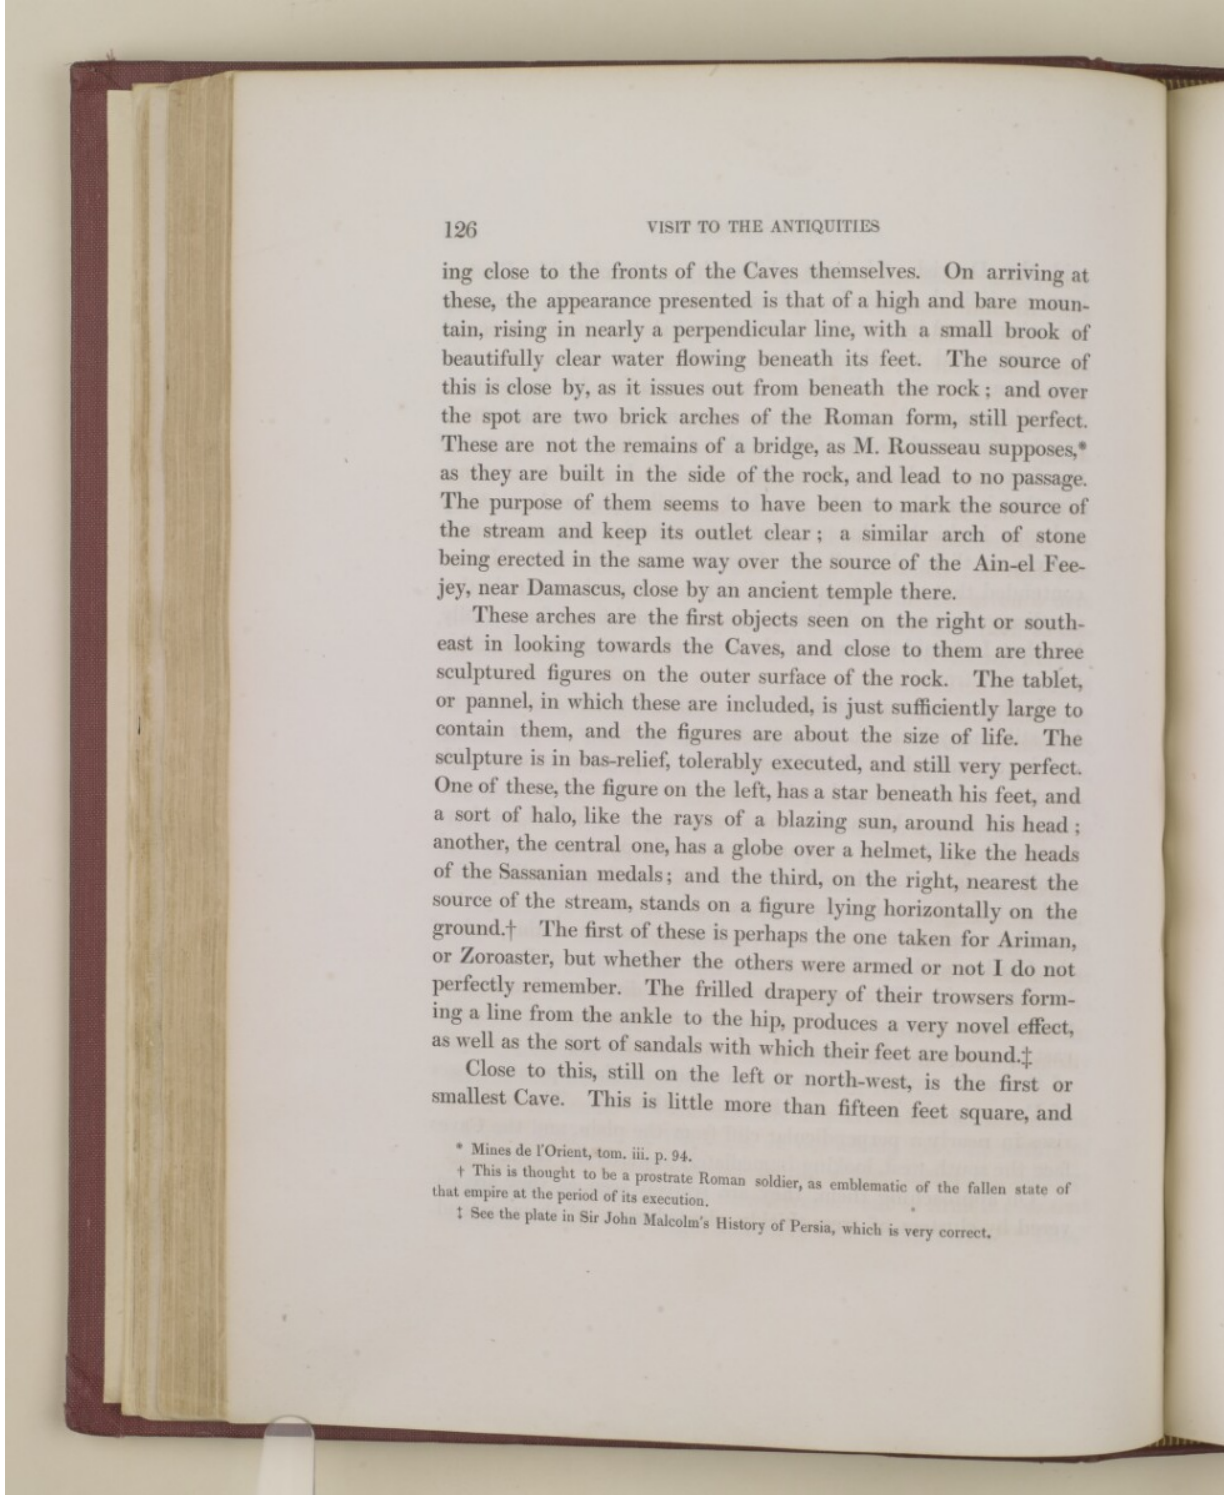 126 VISIT TO THE ANTIQUITIES
ing close to the fronts of the Caves themselves. On arriving at
these, the appearance presented is that of a high and bare moun-
tain, rising in nearly a perpendicular line, with a small brook of
beautifully clear water flowing beneath its feet. The source of
this is close by, as it issues out from beneath the rock; and over
the spot are two brick arches of the Roman form, still perfect.
These are not the remains of a bridge, as M. Rousseau supposes,*
as they are built in the side of the rock, and lead to no passage.
The purpose of them seems to have been to mark the source of
the stream and keep its outlet clear; a similar arch of stone
being erected in the same way over the source of the Ain-el Fee-
jey, near Damascus, close by an ancient temple there.
These arches are the first objects seen on the right or south-
east in looking towards the Caves, and close to them are three
sculptured figures on the outer surface of the rock. The tablet,
or pannel, in which these are included, is just sufficiently large to
contain them, and the figures are about the size of life. The
sculpture is in bas-relief, tolerably executed, and still very perfect.
One of these, the figure on the left, has a star beneath his feet, and
a sort of halo, like the rays of a blazing sun, around his head;
another, the central one, has a globe over a helmet, like the heads
of the Sassanian medals; and the third, on the right, nearest the
source of the stream, stands on a figure lying horizontally on the
ground.† The first of these is perhaps the one taken for Ariman,
or Zoroaster, but whether the others were armed or not I do not
perfectly remember. The frilled drapery of their trowsers form-
ing a line from the ankle to the hip, produces a very novel effect,
as well as the sort of sandals with which their feet are bound.‡
Close to this, still on the left or north-west, is the first or
smallest Cave. This is little more than fifteen feet square, and
* Mines de l'Orient, tom. iii. p. 94.
† This is thought to be a prostrate Roman soldier, as emblematic of the fallen state of
that empire at the period of its execution.
‡ See the plate in Sir John Malcolm's History of Persia, which is very correct.